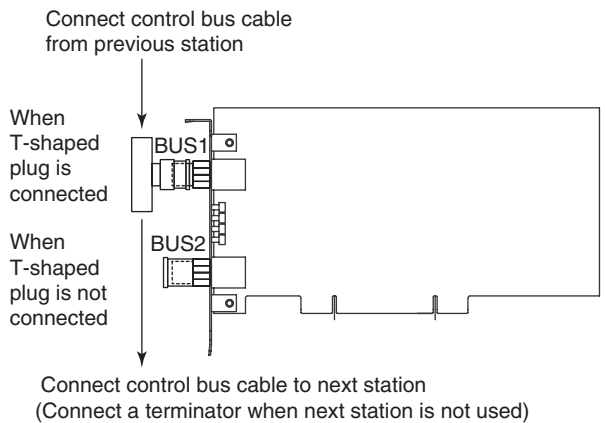 Connect control bus cable
from previous station
When
T-shaped
plug is
connected
BUS1
When
T-shaped
plug is not
connected
BUS2
Connect control bus cable to next station
(Connect a terminator when next station is not used)